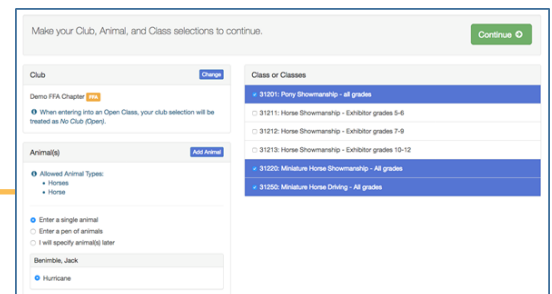 Make your Club, Animal, and Class selections to continue.
Continue
Club
Change
Demo FFA Chapter FFA
When entering into an Open Class, your club selection will be
treated as No Club (Open).
Animal(s)
Add Animal
Allowed Animal Types:
Horses
Horse
Enter a single animal
Enter a pen of animals
I will specify animal(s) later
Benimble, Jack
Hurricane
Class or Classes
31201: Pony Showmanship - all grades
31211: Horse Showmanship - Exhibitor grades 5-6
31212: Horse Showmanship - Exhibitor grades 7-9
31213: Horse Showmanship - Exhibitor grades 10-12
31220: Miniature Horse Showmanship - All grades
31250: Miniature Horse Driving - All grades